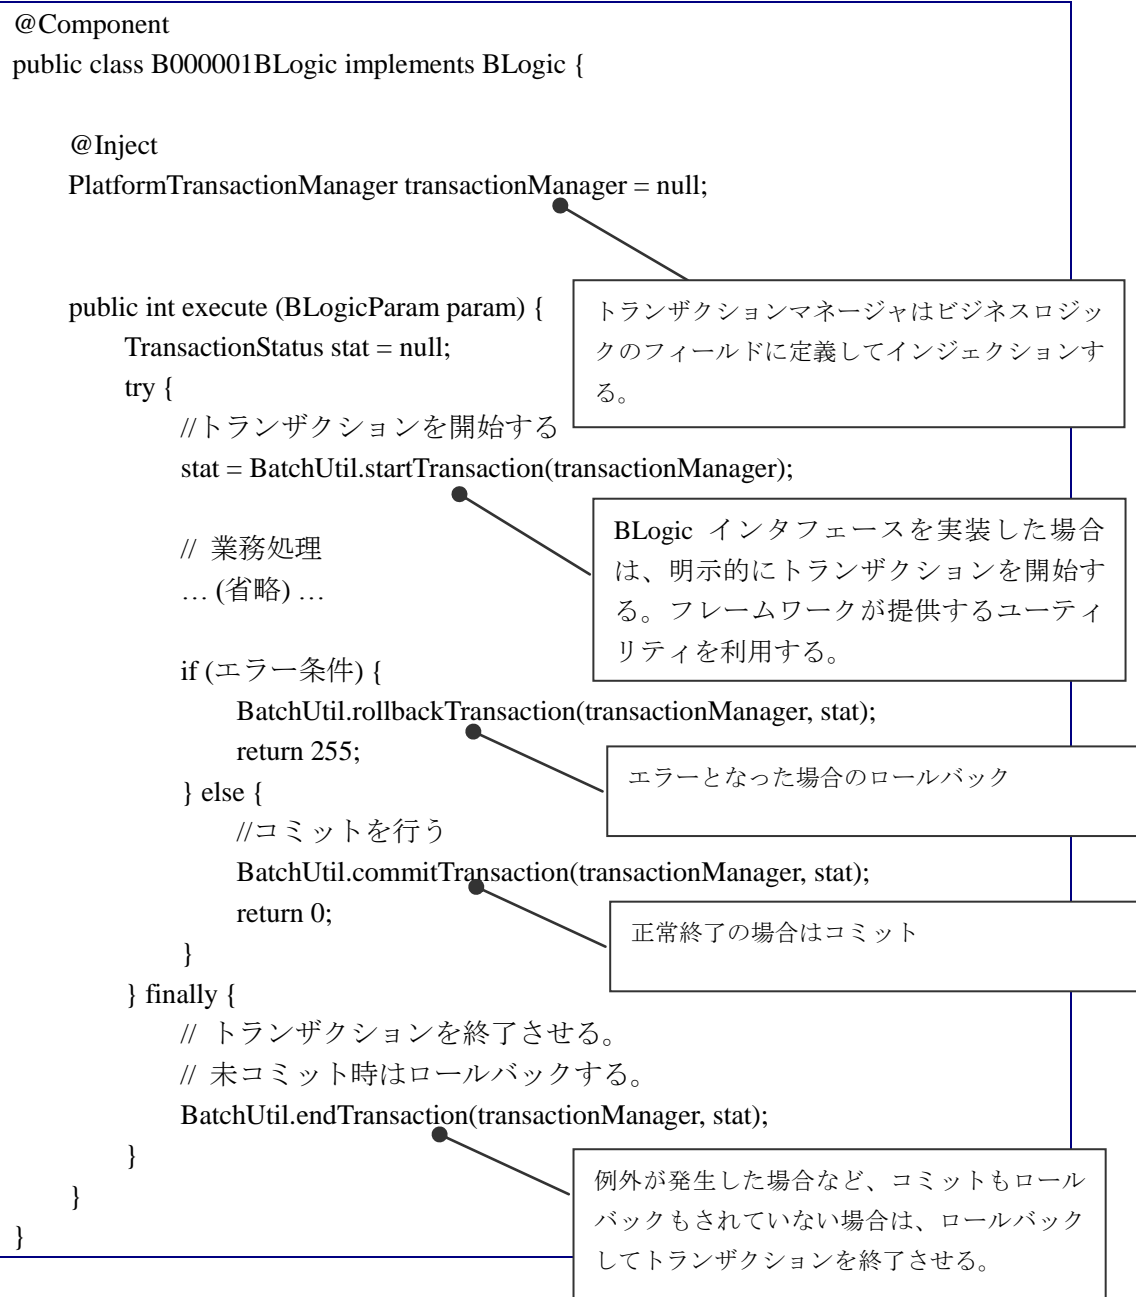 @Component
public class B000001BLogic implements BLogic {
@Inject
PlatformTransactionManager transactionManager = null;
トランザクションマネージャはビジネスロジッ
クのフィールドに定義してインジェクションす
る。
public int execute (BLogicParam param) {
TransactionStatus stat = null;
try {
//トランザクションを開始する
stat = BatchUtil.startTransaction(transactionManager);
BLogic インタフェースを実装した場合
は、明示的にトランザクションを開始す
る。フレームワークが提供するユーティ
リティを利用する。
// 業務処理
… (省略) …
if (エラー条件) {
BatchUtil.rollbackTransaction(transactionManager, stat);
return 255;
エラーとなった場合のロールバック
} else {
//コミットを行う
BatchUtil.commitTransaction(transactionManager, stat);
return 0;
正常終了の場合はコミット
}
} finally {
// トランザクションを終了させる。
// 未コミット時はロールバックする。
BatchUtil.endTransaction(transactionManager, stat);
例外が発生した場合など、コミットもロール
バックもされていない場合は、ロールバック
してトランザクションを終了させる。
}
}
}